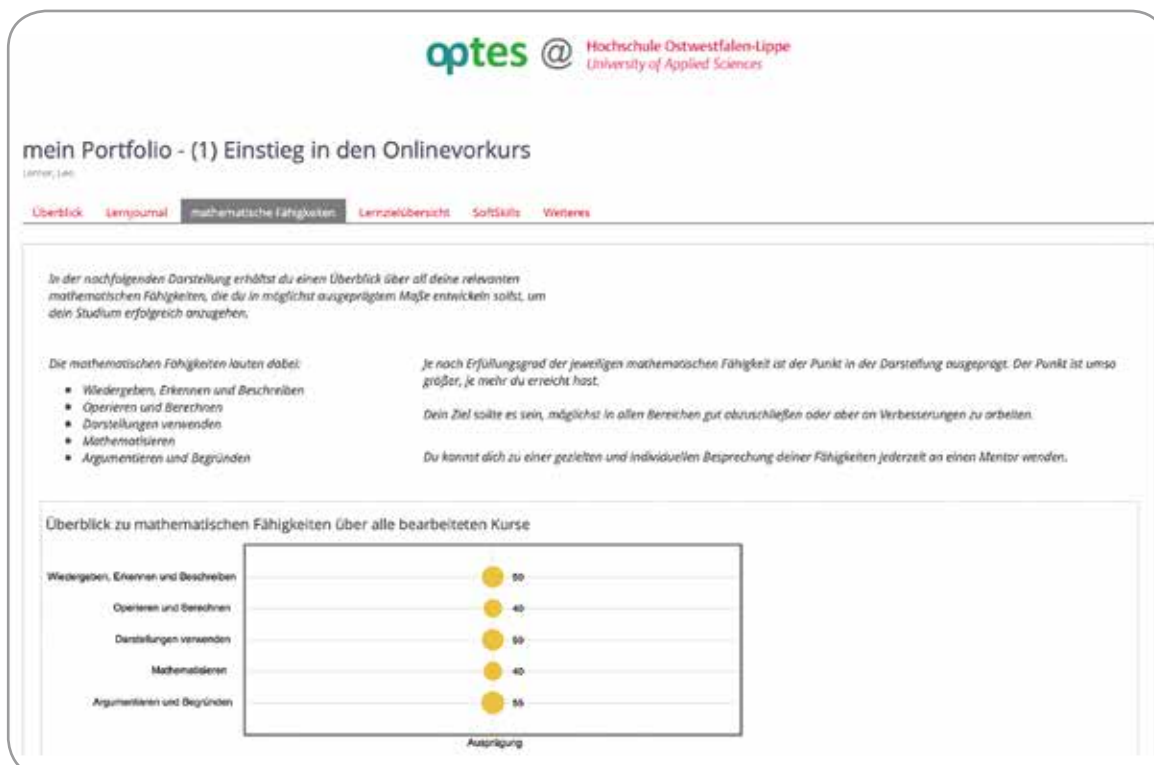 optes @ Hochschule Ostwestfalen-Lippe
University of Applied Sciences
mein Portfolio - (1) Einstieg in den Onlinevorkurs
Lerner, Leo
Überblick Lernjournal mathematische Fähigkeiten Lernzielübersicht SoftSkills Weiteres
In der nachfolgenden Darstellung erhältst du einen Überblick über all deine relevanten
mathematischen Fähigkeiten, die du in möglichst ausgeprägtem Maße entwickeln sollst, um
dein Studium erfolgreich anzugehen.
Die mathematischen Fähigkeiten lauten dabei:
• Wiedergeben, Erkennen und Beschreiben
• Operieren und Berechnen
• Darstellungen verwenden
• Mathematisieren
• Argumentieren und Begründen
Je nach Erfüllungsgrad der jeweiligen mathematischen Fähigkeit ist der Punkt in der Darstellung ausgeprägt. Der Punkt ist umso
größer, je mehr du erreicht hast.
Dein Ziel sollte es sein, möglichst in allen Bereichen gut abzuschließen oder aber an Verbesserungen zu arbeiten.
Du kannst dich zu einer gezielten und individuellen Besprechung deiner Fähigkeiten jederzeit an einen Mentor wenden.
Überblick zu mathematischen Fähigkeiten über alle bearbeiteten Kurse
Wiedergeben, Erkennen und Beschreiben 50
Operieren und Berechnen 40
Darstellungen verwenden 50
Mathematisieren 40
Argumentieren und Begründen 55
Ausprägung